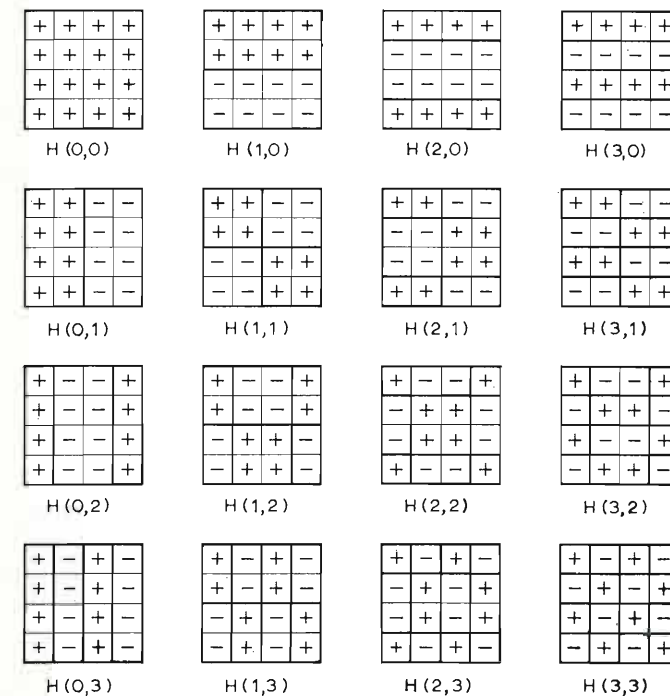 + + + + + + + + + + + + + + + +
+ + + + + + + + − − − − − − − −
+ + + + − − − − − − − − + + + +
+ + + + − − − − + + + + − − − −
H (0,0) H (1,0) H (2,0) H (3,0)
+ + − − + + − − + + − − + + − −
+ + − − + + − − − − + + − − + +
+ + − − − − + + − − + + + + − −
+ + − − − − + + + + − − − − + +
H (0,1) H (1,1) H (2,1) H (3,1)
+ − − + + − − + + − − + + − − +
+ − − + + − − + − + + − − + + −
+ − − + − + + − − + + − + − − +
+ − − + − + + − + − − + − + + −
H (0,2) H (1,2) H (2,2) H (3,2)
+ − + − + − + − + − + − + − + −
+ − + − + − + − − + − + − + − +
+ − + − − + − + − + − + + − + −
+ − + − − + − + + − + − − + − +
H (0,3) H (1,3) H (2,3) H (3,3)